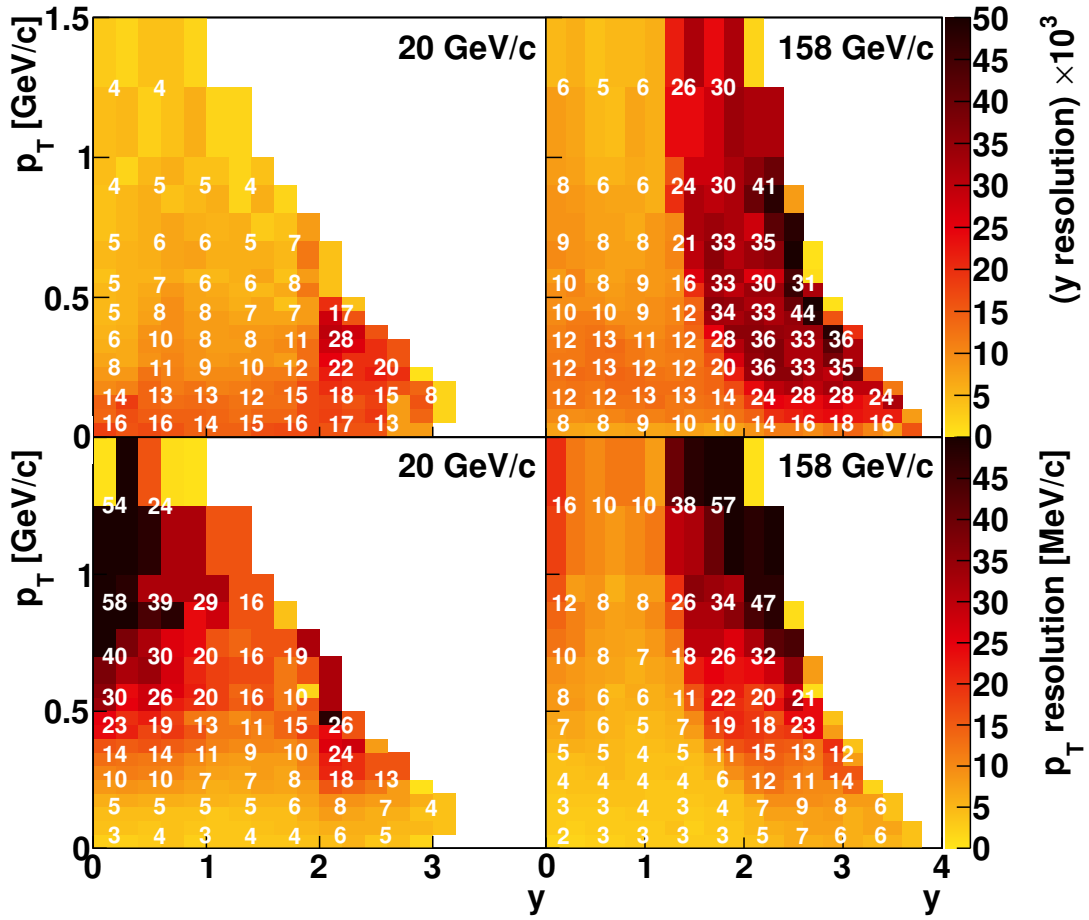 1.5
20 GeV/c
158 GeV/c
50
4 4
6 5 6 26 30
45
40
1
35
4 5 5 4
8 6 6 24 30 41
30
5 6 6 5 7
9 8 8 21 33 35
25
5 7 6 6 8
10 8 9 16 33 30 31
20
0.5
5 8 8 7 7 17
10 10 9 12 34 33 44
15
6 10 8 8 11 28
12 13 11 12 28 36 33 36
10
8 11 9 10 12 22 20
12 13 12 12 20 36 33 35
5
14 13 13 12 15 18 15 8
12 12 13 13 14 24 28 28 24
16 16 14 15 16 17 13
8 8 9 10 10 14 16 18 16
0
0
p_T [GeV/c]
(y resolution) ×10³
20 GeV/c
158 GeV/c
45
54 24
16 10 10 38 57
40
35
1
58 39 29 16
12 8 8 26 34 47
30
40 30 20 16 19
10 8 7 18 26 32
25
30 26 20 16 10
8 6 6 11 22 20 21
20
0.5
23 19 13 11 15 26
7 6 5 7 19 18 23
15
14 14 11 9 10 24
5 5 4 5 11 15 13 12
10
10 10 7 7 8 18 13
4 4 4 4 6 12 11 14
5
5 5 5 5 6 8 7 4
3 3 4 3 4 7 9 8 6
3 4 3 4 4 6 5
2 3 3 3 3 5 7 6 6
0
0
p_T [GeV/c]
p_T resolution [MeV/c]
0 1 2 3
0 1 2 3 4
y
y